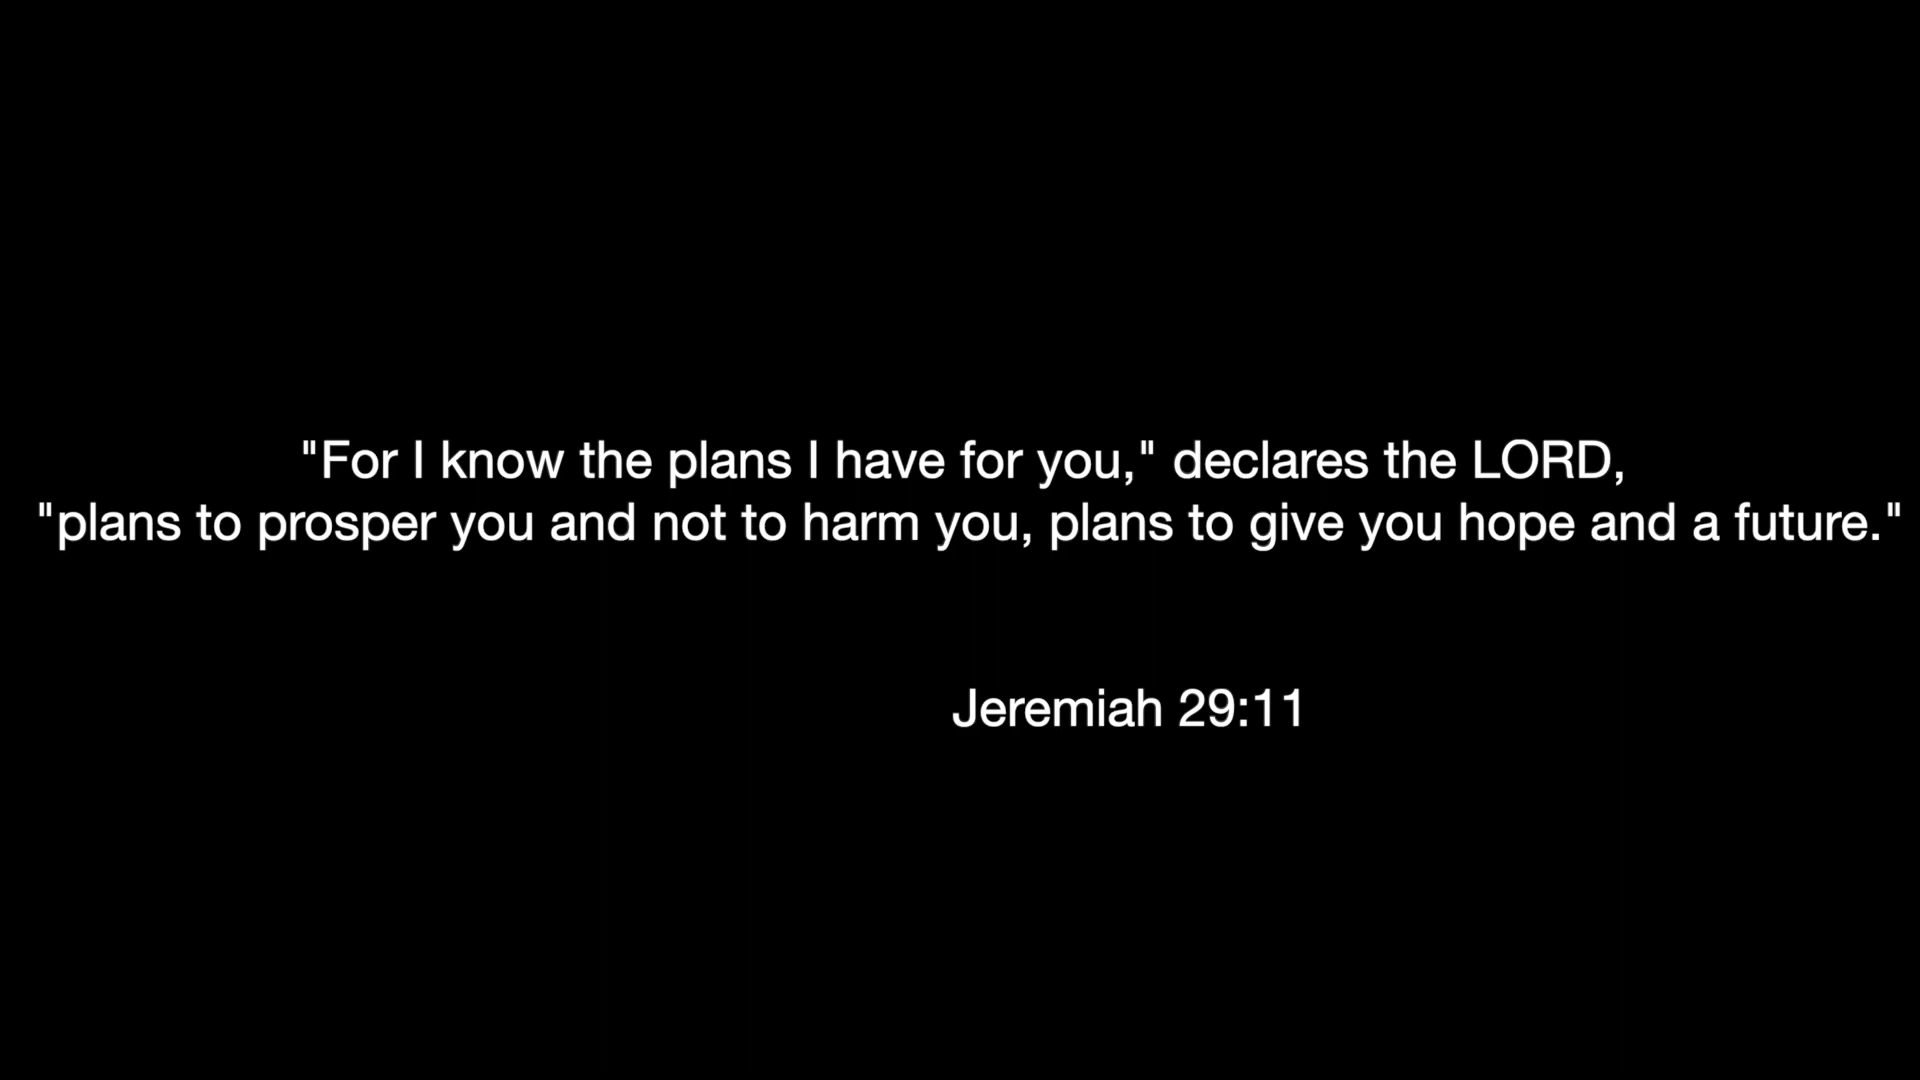 "For I know the plans I have for you," declares the LORD,
"plans to prosper you and not to harm you, plans to give you hope and a future."
Jeremiah 29:11